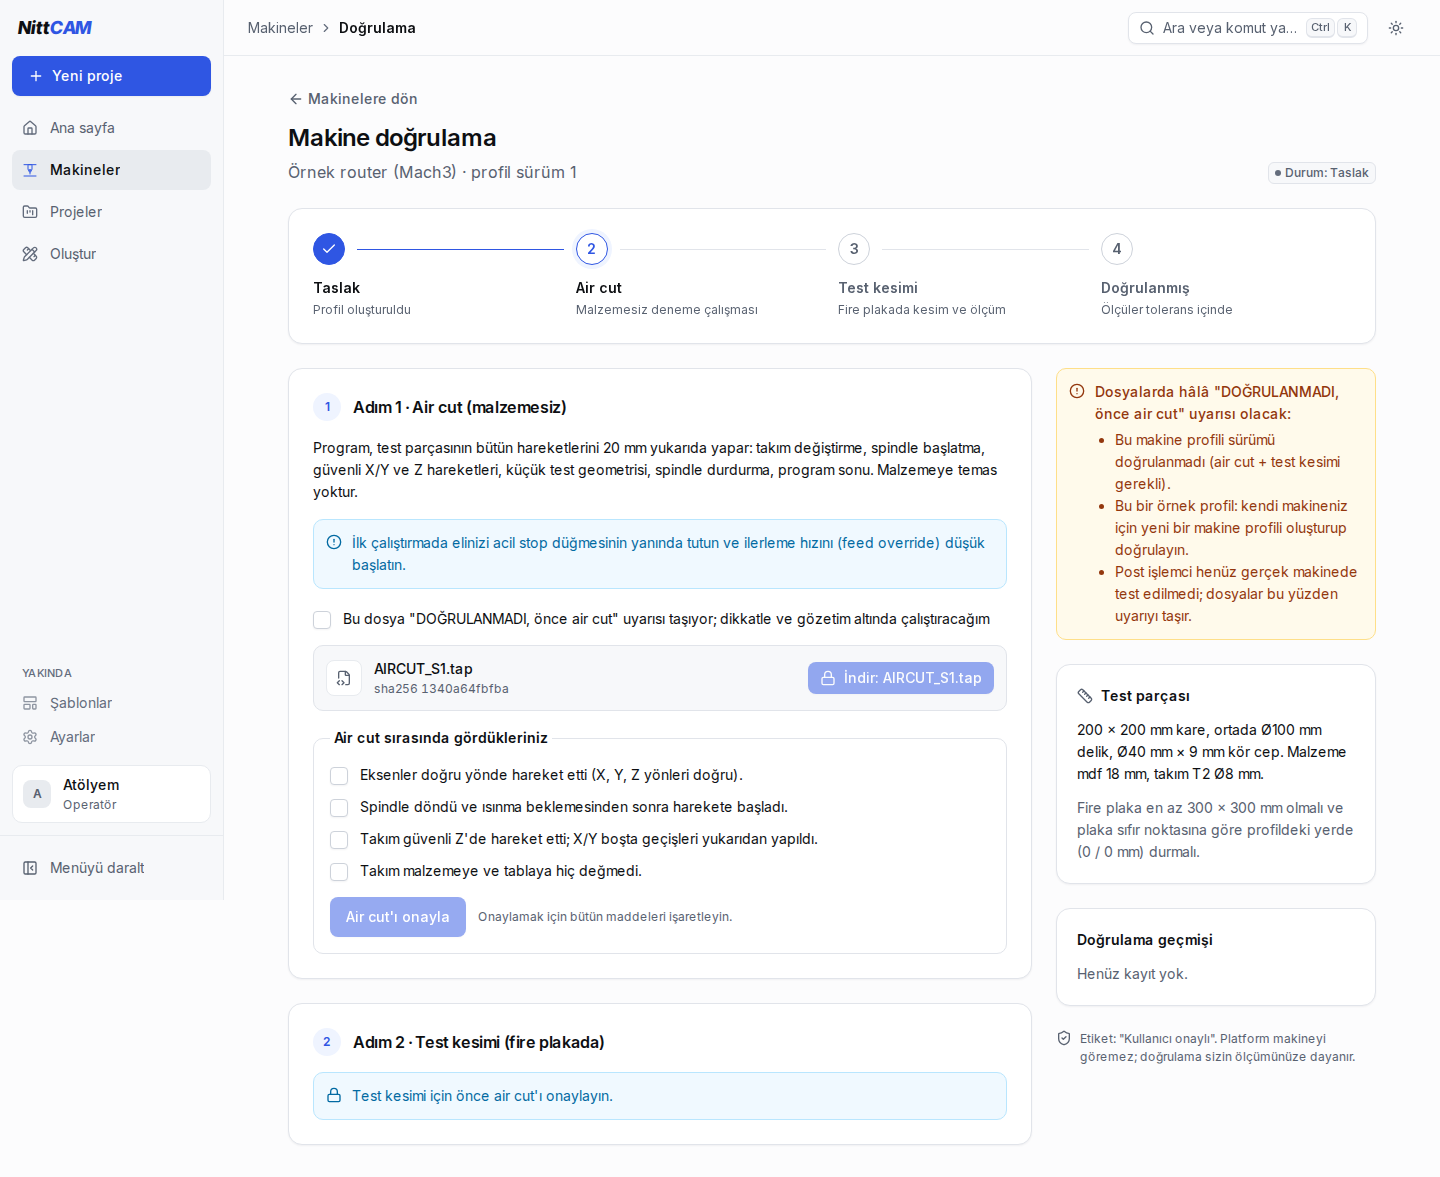 NittCAM
Yeni proje
Ana sayfa
Makineler
Projeler
Oluştur
YAKINDA
Şablonlar
Ayarlar
A
Atölyem
Operatör
Menüyü daralt
Makineler > Doğrulama
Ara veya komut ya... Ctrl K
Makinelere dön
Makine doğrulama
Örnek router (Mach3) · profil sürüm 1
Durum: Taslak
2 3 4
Taslak Air cut Test kesimi Doğrulanmış
Profil oluşturuldu Malzemesiz deneme çalışması Fire plakada kesim ve ölçüm Ölçüler tolerans içinde
1 Adım 1 · Air cut (malzemesiz)
Program, test parçasının bütün hareketlerini 20 mm yukarıda yapar: takım değiştirme, spindle başlatma,
güvenli X/Y ve Z hareketleri, küçük test geometrisi, spindle durdurma, program sonu. Malzemeye temas
yoktur.
İlk çalıştırmada elinizi acil stop düğmesinin yanında tutun ve ilerleme hızını (feed override) düşük
başlatın.
Bu dosya "DOĞRULANMADI, önce air cut" uyarısı taşıyor; dikkatle ve gözetim altında çalıştıracağım
AIRCUT_S1.tap
sha256 1340a64fbfba
İndir: AIRCUT_S1.tap
Air cut sırasında gördükleriniz
Eksenler doğru yönde hareket etti (X, Y, Z yönleri doğru).
Spindle döndü ve ısınma beklemesinden sonra harekete başladı.
Takım güvenli Z'de hareket etti; X/Y boşta geçişleri yukarıdan yapıldı.
Takım malzemeye ve tablaya hiç değmedi.
Air cut'ı onayla
Onaylamak için bütün maddeleri işaretleyin.
2 Adım 2 · Test kesimi (fire plakada)
Test kesimi için önce air cut'ı onaylayın.
Dosyalarda hâlâ "DOĞRULANMADI,
önce air cut" uyarısı olacak:
• Bu makine profili sürümü
doğrulanmadı (air cut + test kesimi
gerekli).
• Bu bir örnek profil: kendi makineniz
için yeni bir makine profili oluşturup
doğrulayın.
• Post işlemci henüz gerçek makinede
test edilmedi; dosyalar bu yüzden
uyarıyı taşır.
Test parçası
200 × 200 mm kare, ortada Ø100 mm
delik, Ø40 mm × 9 mm kör cep. Malzeme
mdf 18 mm, takım T2 Ø8 mm.
Fire plaka en az 300 × 300 mm olmalı ve
plaka sıfır noktasına göre profildeki yerde
(0 / 0 mm) durmalı.
Doğrulama geçmişi
Henüz kayıt yok.
Etiket: "Kullanıcı onaylı". Platform makineyi
göremez; doğrulama sizin ölçümünüze dayanır.